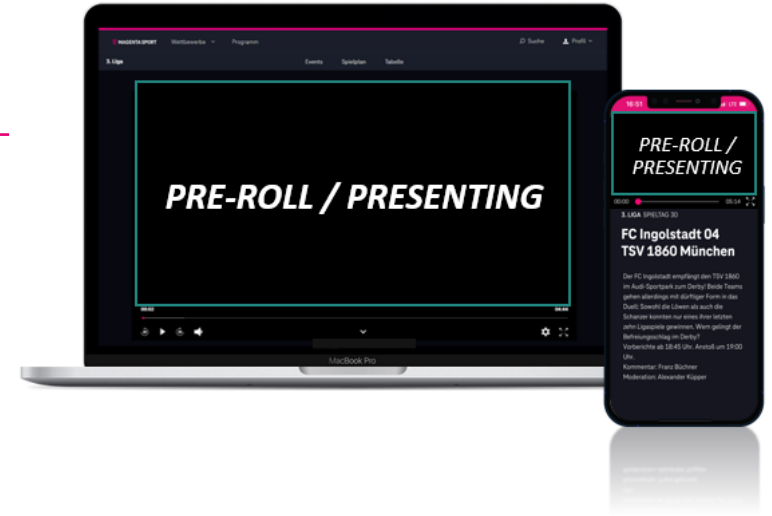 MAGENTA SPORT Wettbewerbe Programm Suche Profil
3. Liga Events Spielplan Tabelle
PRE-ROLL / PRESENTING
00:02 04:44
MacBook Pro
16:51 LTE
PRE-ROLL /
PRESENTING
00:00 05:14
3. LIGA SPIELTAG 30
FC Ingolstadt 04
TSV 1860 München
Der FC Ingolstadt empfängt den TSV 1860
im Audi-Sportpark zum Derby! Beide Teams
gehen allerdings mit dürftiger Form in das
Duell: Sowohl die Löwen als auch die
Schanzer konnten nur eines ihrer letzten
zehn Ligaspiele gewinnen. Wem gelingt der
Befreiungsschlag im Derby?
Vorberichte ab 18:45 Uhr. Anstoß um 19:00
Uhr.
Kommentar: Franz Büchner
Moderation: Alexander Küpper